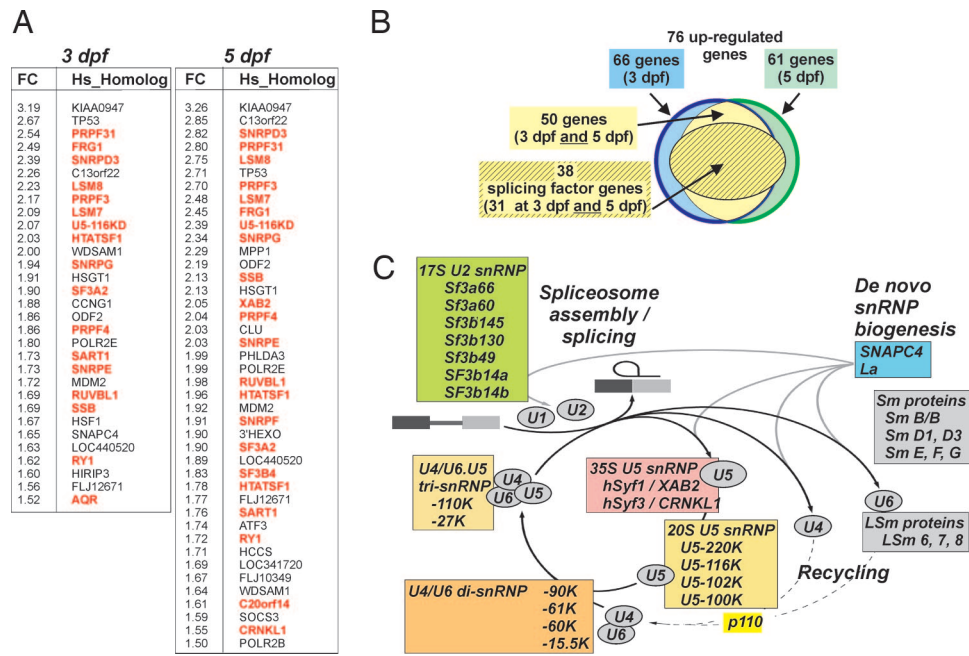 A
3 dpf
FC Hs_Homolog
3.19 KIAA0947
2.67 TP53
2.54 PRPF31
2.49 FRG1
2.39 SNRPD3
2.26 C13orf22
2.23 LSM8
2.17 PRPF3
2.09 LSM7
2.07 U5-116KD
2.03 HTATSF1
2.00 WDSAM1
1.94 SNRPG
1.91 HSGT1
1.90 SF3A2
1.88 CCNG1
1.86 ODF2
1.86 PRPF4
1.80 POLR2E
1.73 SART1
1.73 SNRPE
1.72 MDM2
1.69 RUVBL1
1.69 SSB
1.67 HSF1
1.65 SNAPC4
1.63 LOC440520
1.62 RY1
1.60 HIRIP3
1.56 FLJ12671
1.52 AQR
5 dpf
FC Hs_Homolog
3.26 KIAA0947
2.85 C13orf22
2.82 SNRPD3
2.80 PRPF31
2.75 LSM8
2.71 TP53
2.70 PRPF3
2.48 LSM7
2.45 FRG1
2.39 U5-116KD
2.34 SNRPG
2.29 MPP1
2.19 ODF2
2.13 SSB
2.13 HSGT1
2.05 XAB2
2.04 PRPF4
2.03 CLU
2.03 SNRPE
1.99 PHLDA3
1.99 POLR2E
1.98 RUVBL1
1.96 HTATSF1
1.92 MDM2
1.91 SNRPF
1.90 3'HEXO
1.90 SF3A2
1.89 LOC440520
1.83 SF3B4
1.78 HTATSF1
1.77 FLJ12671
1.76 SART1
1.74 ATF3
1.72 RY1
1.71 HCCS
1.69 LOC341720
1.67 FLJ10349
1.64 WDSAM1
1.61 C20orf14
1.59 SOCS3
1.55 CRNKL1
1.50 POLR2B
B
76 up-regulated
genes
66 genes
(3 dpf)
61 genes
(5 dpf)
50 genes
(3 dpf and 5 dpf)
38
splicing factor genes
(31 at 3 dpf and 5 dpf)
C
17S U2 snRNP
Sf3a66
Sf3a60
Sf3b145
Sf3b130
Sf3b49
SF3b14a
SF3b14b
Spliceosome
assembly /
splicing
De novo
snRNP
biogenesis
SNAPC4
La
Sm proteins
Sm B/B
Sm D1, D3
Sm E, F, G
U1
U2
U4/U6.U5
tri-snRNP
-110K
-27K
U4
U6
U5
35S U5 snRNP
hSyf1 / XAB2
hSyf3 / CRNKL1
U5
U4
U6
LSm proteins
LSm 6, 7, 8
20S U5 snRNP
U5-220K
U5-116K
U5-102K
U5-100K
U5
Recycling
U4/U6 di-snRNP -90K
-61K
-60K
-15.5K
U4
U6
p110